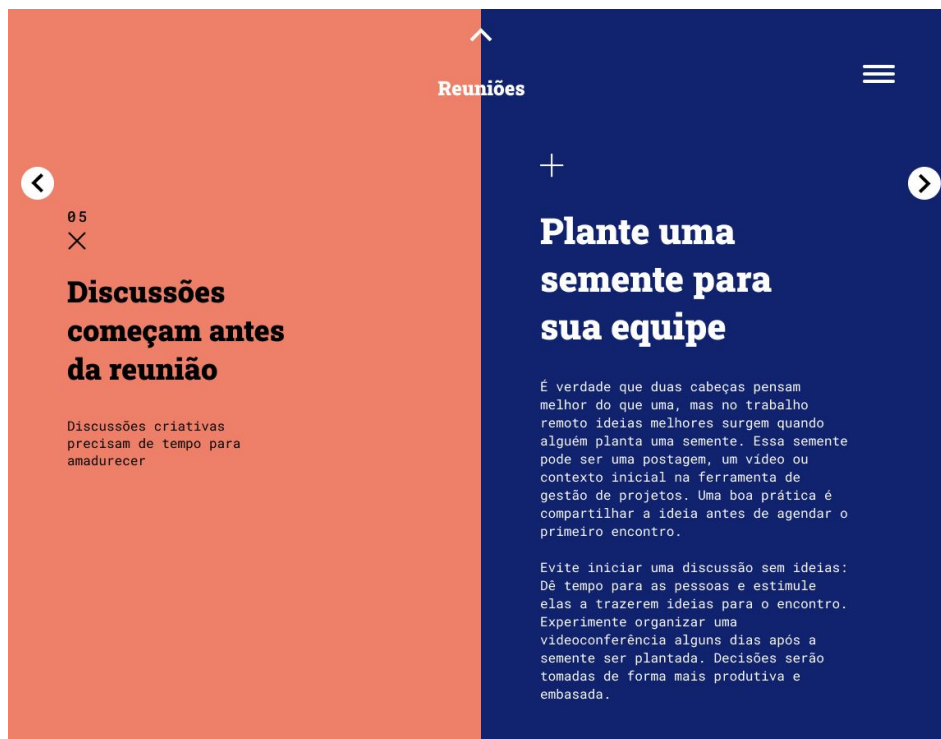 Reuniões
05
Discussões
começam antes
da reunião
Discussões criativas
precisam de tempo para
amadurecer
Plante uma
semente para
sua equipe
É verdade que duas cabeças pensam
melhor do que uma, mas no trabalho
remoto ideias melhores surgem quando
alguém planta uma semente. Essa semente
pode ser uma postagem, um vídeo ou
contexto inicial na ferramenta de
gestão de projetos. Uma boa prática é
compartilhar a ideia antes de agendar o
primeiro encontro.
Evite iniciar uma discussão sem ideias:
Dê tempo para as pessoas e estimule
elas a trazerem ideias para o encontro.
Experimente organizar uma
videoconferência alguns dias após a
semente ser plantada. Decisões serão
tomadas de forma mais produtiva e
embasada.